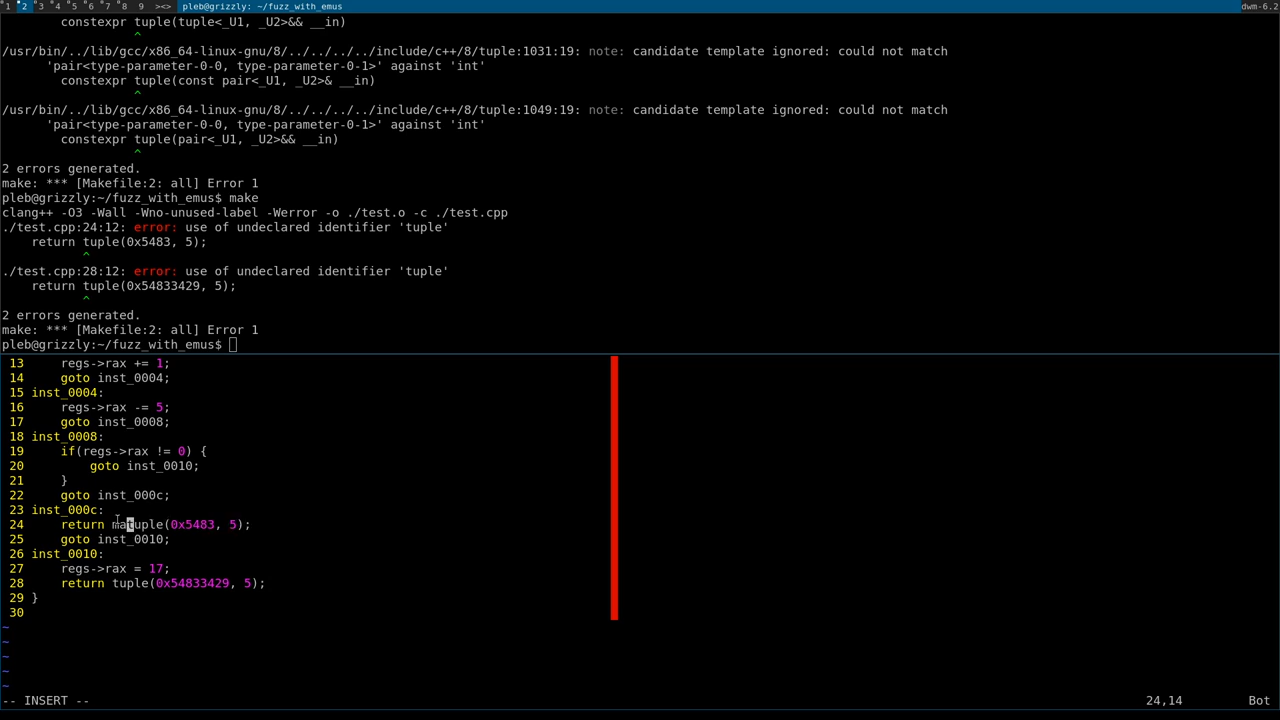 1 2 3 4 5 6 7 8 9 ><> pleb@grizzly: ~/fuzz_with_emus dwm-6.2
constexpr tuple(tuple<_U1, _U2>&& __in)
^
/usr/bin/../lib/gcc/x86_64-linux-gnu/8/../../../../include/c++/8/tuple:1031:19: note: candidate template ignored: could not match
'pair<type-parameter-0-0, type-parameter-0-1>' against 'int'
constexpr tuple(const pair<_U1, _U2>& __in)
^
/usr/bin/../lib/gcc/x86_64-linux-gnu/8/../../../../include/c++/8/tuple:1049:19: note: candidate template ignored: could not match
'pair<type-parameter-0-0, type-parameter-0-1>' against 'int'
constexpr tuple(pair<_U1, _U2>&& __in)
^
2 errors generated.
make: *** [Makefile:2: all] Error 1
pleb@grizzly:~/fuzz_with_emus$ make
clang++ -O3 -Wall -Wno-unused-label -Werror -o ./test.o -c ./test.cpp
./test.cpp:24:12: error: use of undeclared identifier 'tuple'
return tuple(0x5483, 5);
^
./test.cpp:28:12: error: use of undeclared identifier 'tuple'
return tuple(0x54833429, 5);
^
2 errors generated.
make: *** [Makefile:2: all] Error 1
pleb@grizzly:~/fuzz_with_emus$
13 regs->rax += 1;
14 goto inst_0004;
15 inst_0004:
16 regs->rax -= 5;
17 goto inst_0008;
18 inst_0008:
19 if(regs->rax != 0) {
20 goto inst_0010;
21 }
22 goto inst_000c;
23 inst_000c:
24 return matuple(0x5483, 5);
25 goto inst_0010;
26 inst_0010:
27 regs->rax = 17;
28 return tuple(0x54833429, 5);
29 }
30
~
~
~
~
~
-- INSERT -- 24,14 Bot